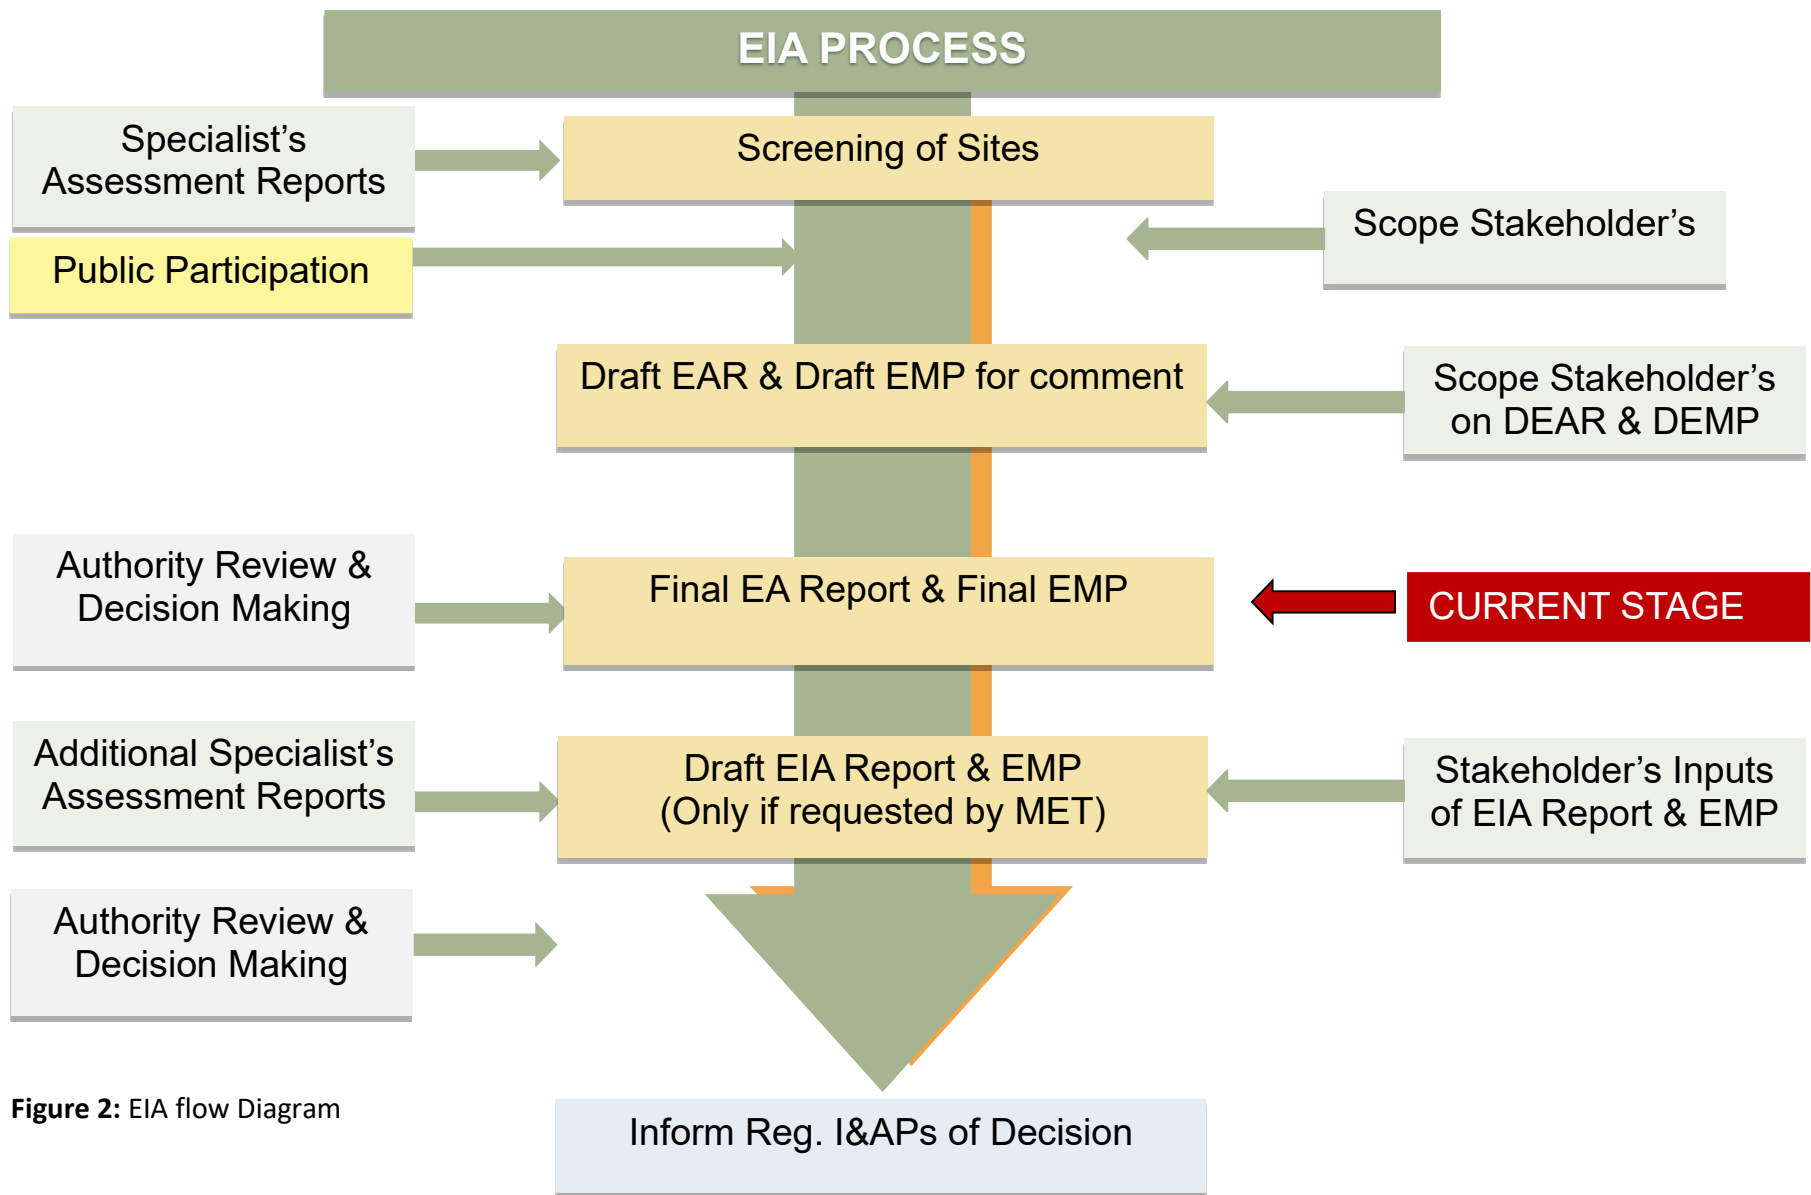 EIA PROCESS
Specialist’s
Assessment Reports
Screening of Sites
Scope Stakeholder’s
Public Participation
Draft EAR & Draft EMP for comment
Scope Stakeholder’s
on DEAR & DEMP
Authority Review &
Decision Making
Final EA Report & Final EMP
CURRENT STAGE
Additional Specialist’s
Assessment Reports
Draft EIA Report & EMP
(Only if requested by MET)
Stakeholder’s Inputs
of EIA Report & EMP
Authority Review &
Decision Making
Figure 2: EIA flow Diagram
Inform Reg. I&APs of Decision